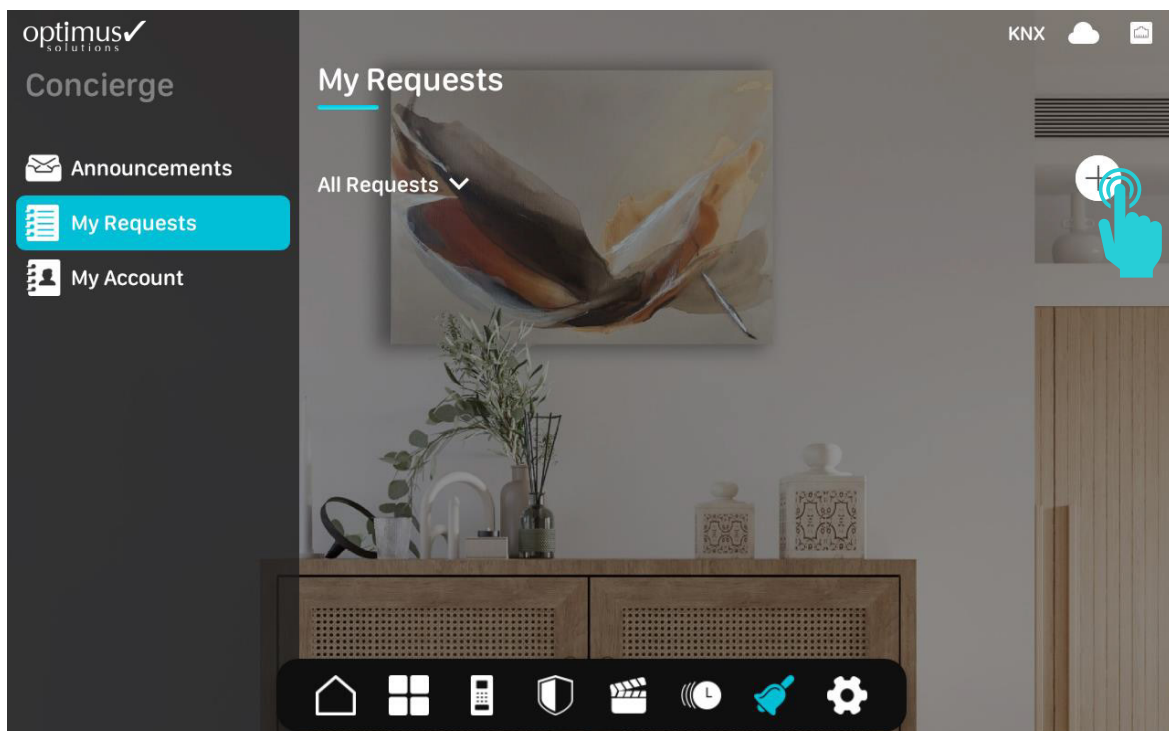 optimus
solutions
KNX
Concierge
My Requests
Announcements
My Requests
My Account
All Requests